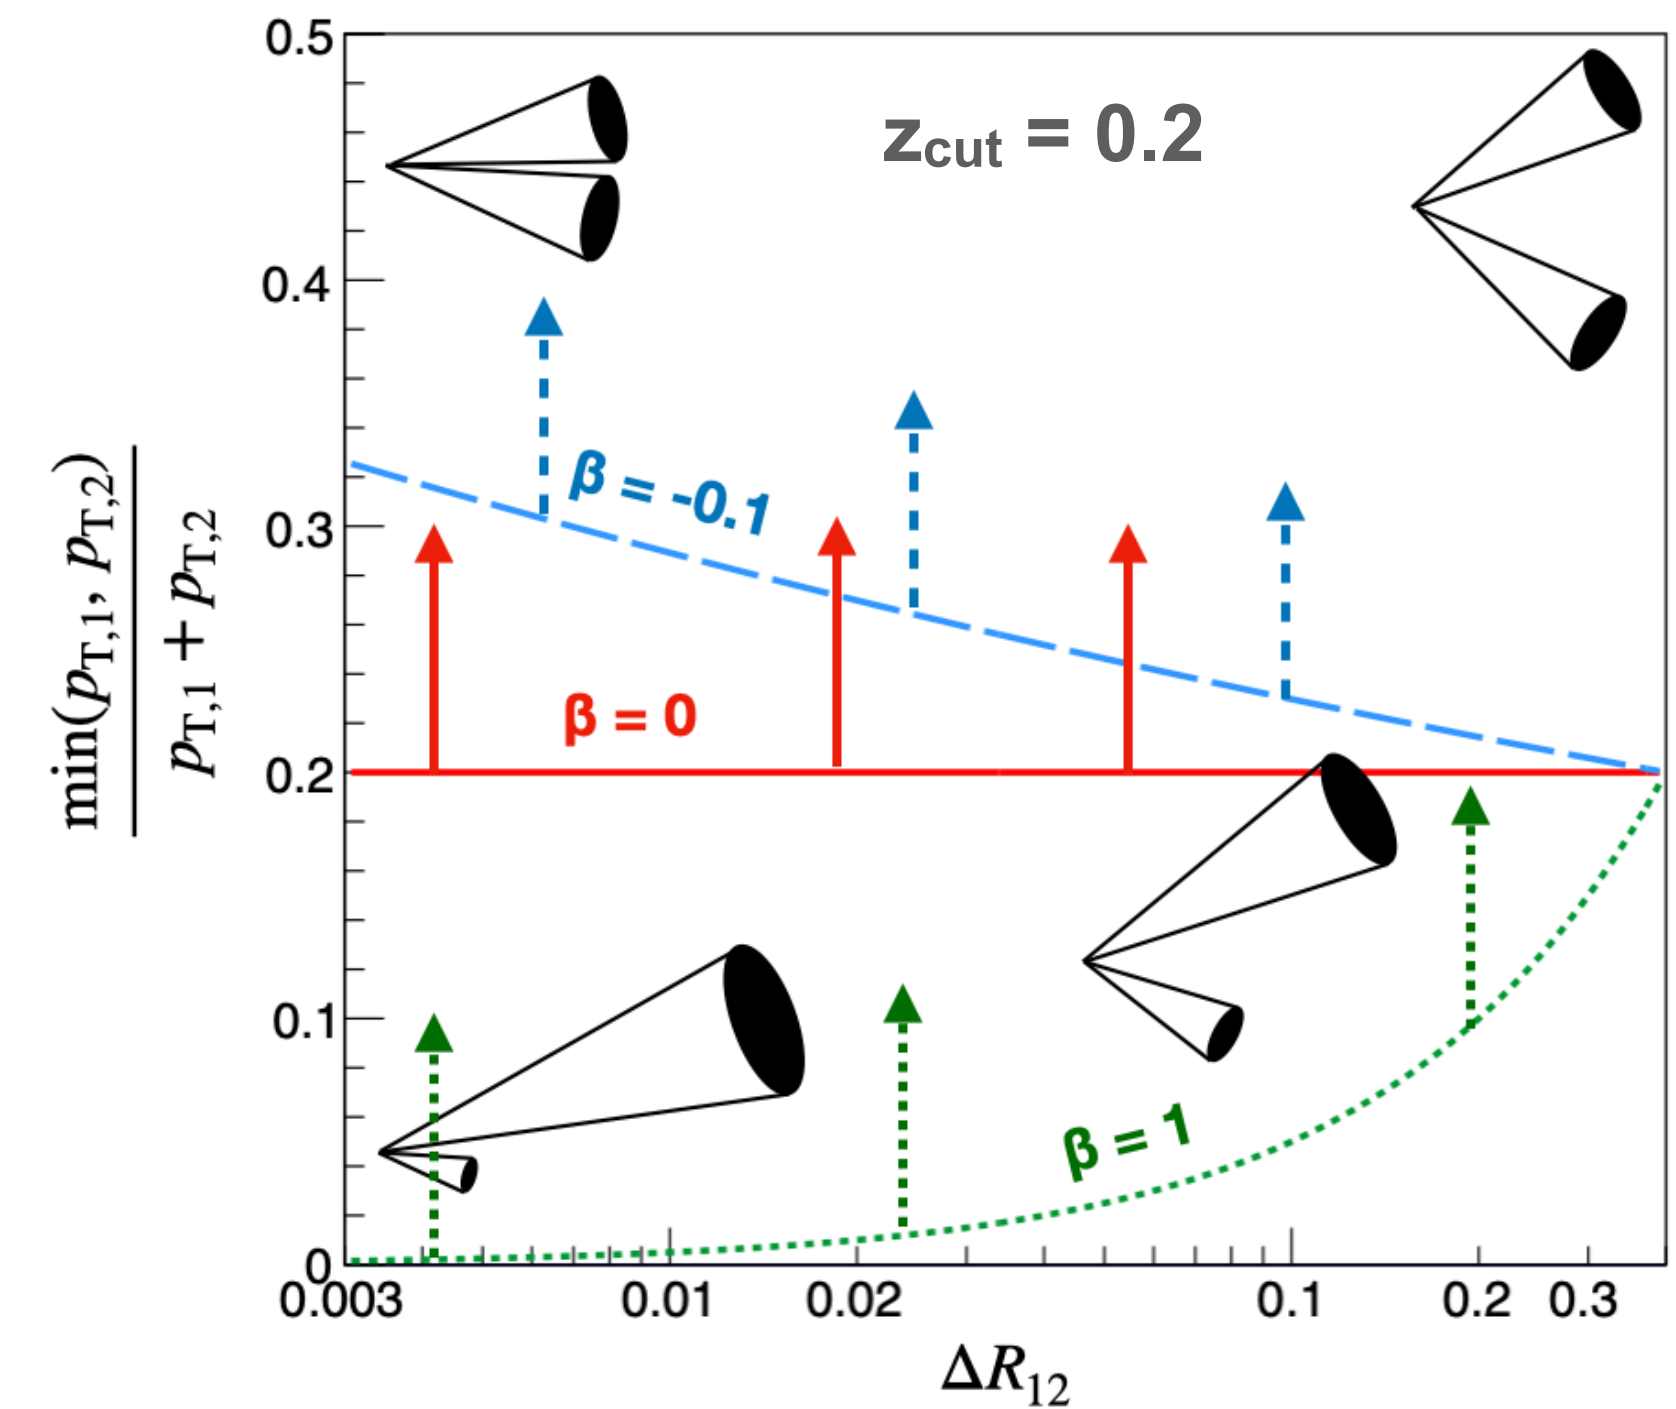 0.5
z_cut = 0.2
0.4
β = -0.1
0.3
min(p_T,1, p_T,2)
p_T,1 + p_T,2
β = 0
0.2
0.1
β = 1
0
0.003 0.01 0.02 0.1 0.2 0.3
ΔR_12